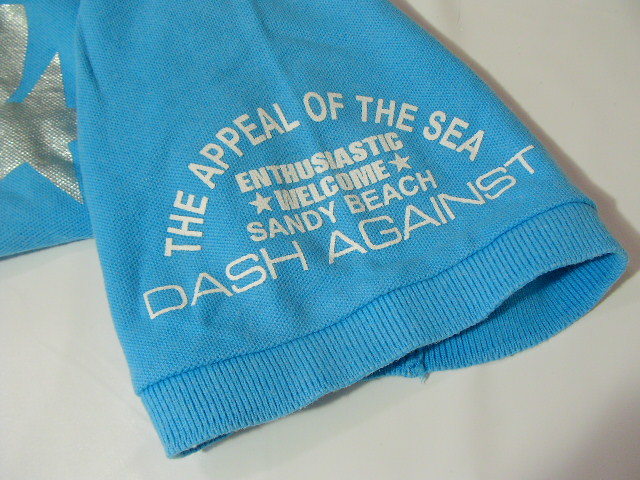 THE APPEAL OF THE SEA
ENTHUSIASTIC
★WELCOME★
SANDY BEACH
DASH AGAINST